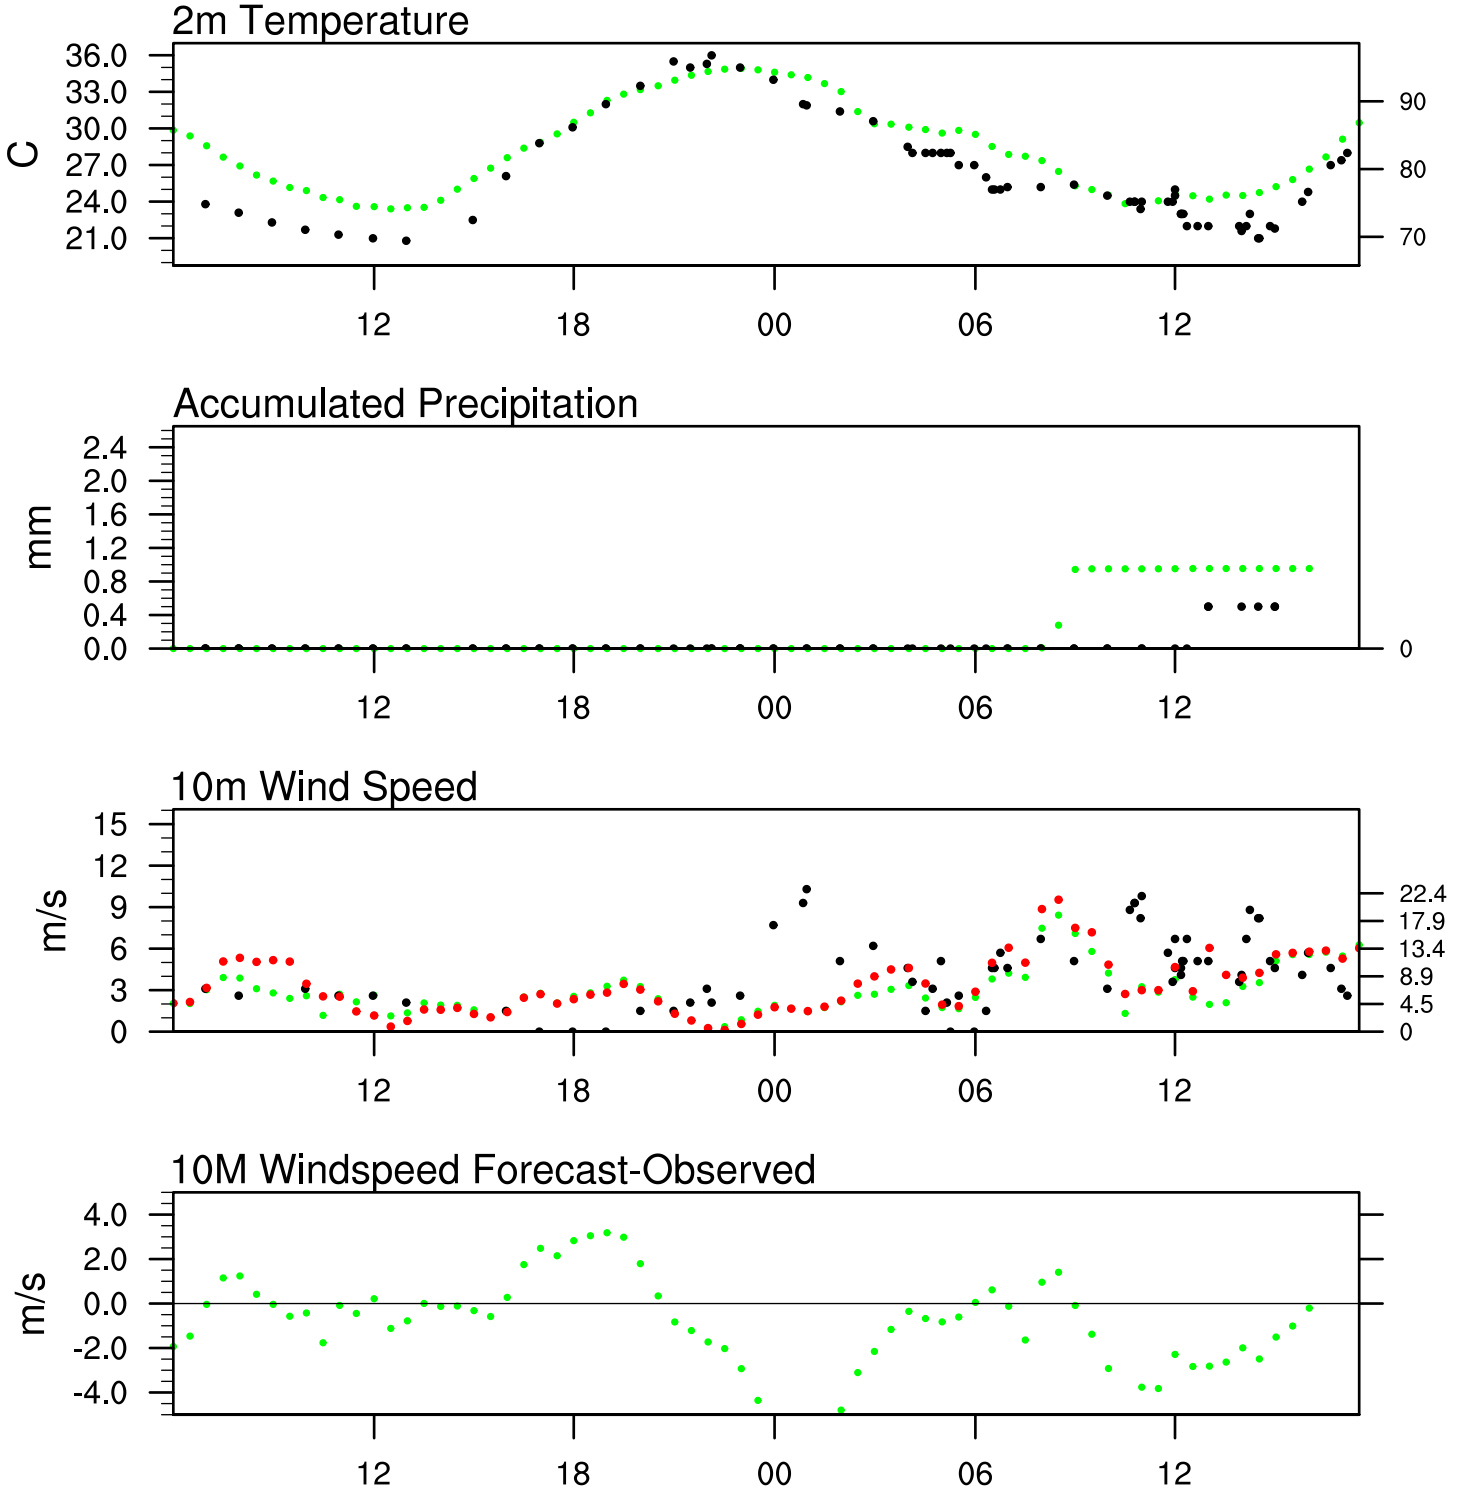 2m Temperature
36.0
33.0
30.0
27.0
24.0
21.0
C
90
80
70
12 18 00 06 12
Accumulated Precipitation
2.4
2.0
1.6
1.2
0.8
0.4
0.0
mm
0
12 18 00 06 12
10m Wind Speed
15
12
9
6
3
0
m/s
22.4
17.9
13.4
8.9
4.5
0
12 18 00 06 12
10M Windspeed Forecast-Observed
4.0
2.0
0.0
-2.0
-4.0
m/s
12 18 00 06 12